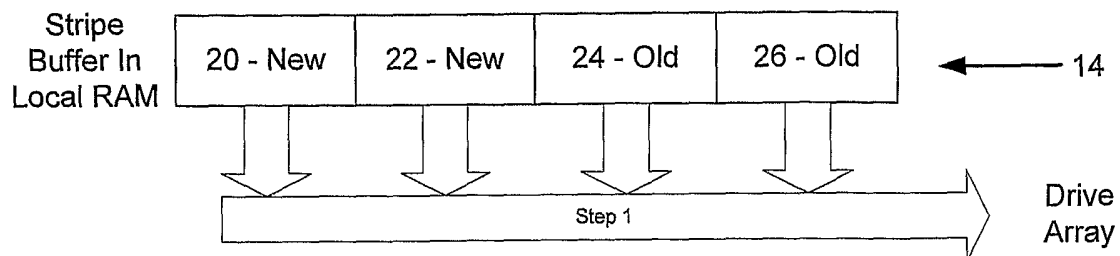 Stripe
Buffer In
Local RAM
20 - New
22 - New
24 - Old
26 - Old
14
Step 1
Drive
Array